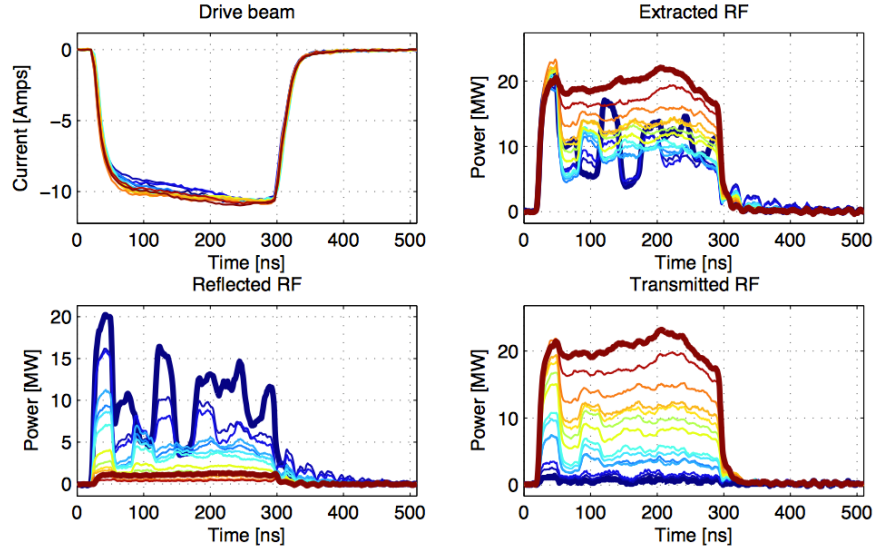 Drive beam
Current [Amps]
0
−5
−10
0 100 200 300 400 500
Time [ns]
Extracted RF
Power [MW]
20
10
0
0 100 200 300 400 500
Time [ns]
Reflected RF
Power [MW]
20
15
10
5
0
0 100 200 300 400 500
Time [ns]
Transmitted RF
Power [MW]
20
10
0
0 100 200 300 400 500
Time [ns]